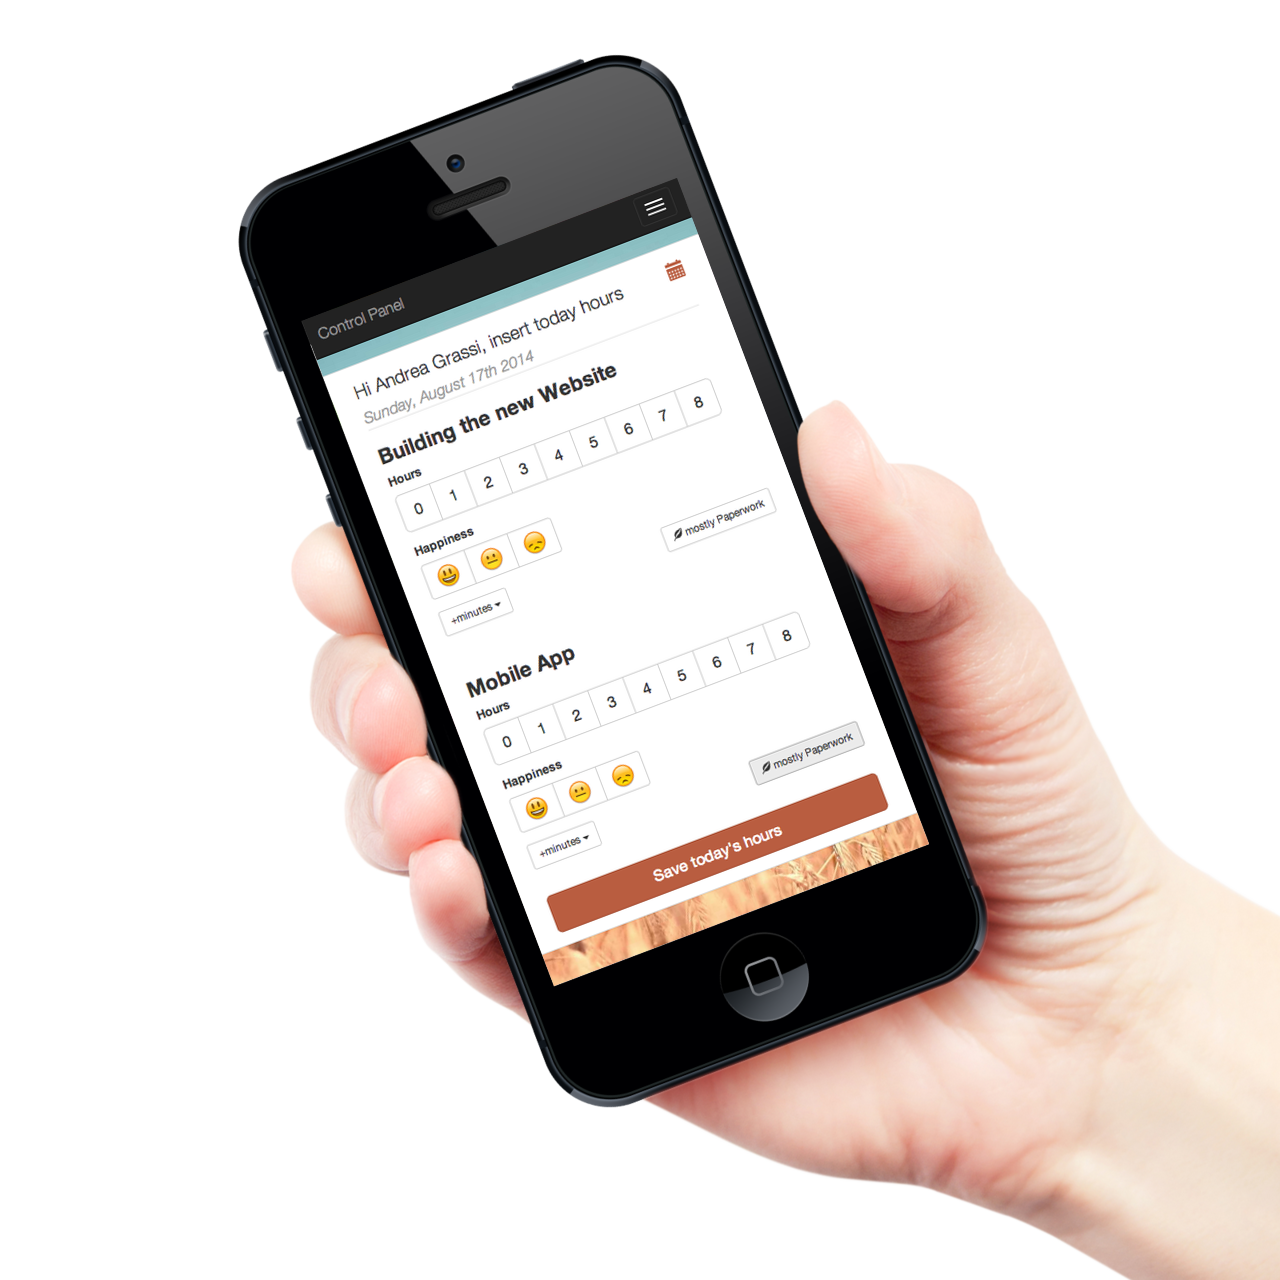 Control Panel
Hi Andrea Grassi, insert today hours
Sunday, August 17th 2014
Building the new Website
Hours
0 1 2 3 4 5 6 7 8
Happiness
mostly Paperwork
+minutes
Mobile App
Hours
0 1 2 3 4 5 6 7 8
Happiness
mostly Paperwork
+minutes
Save today's hours